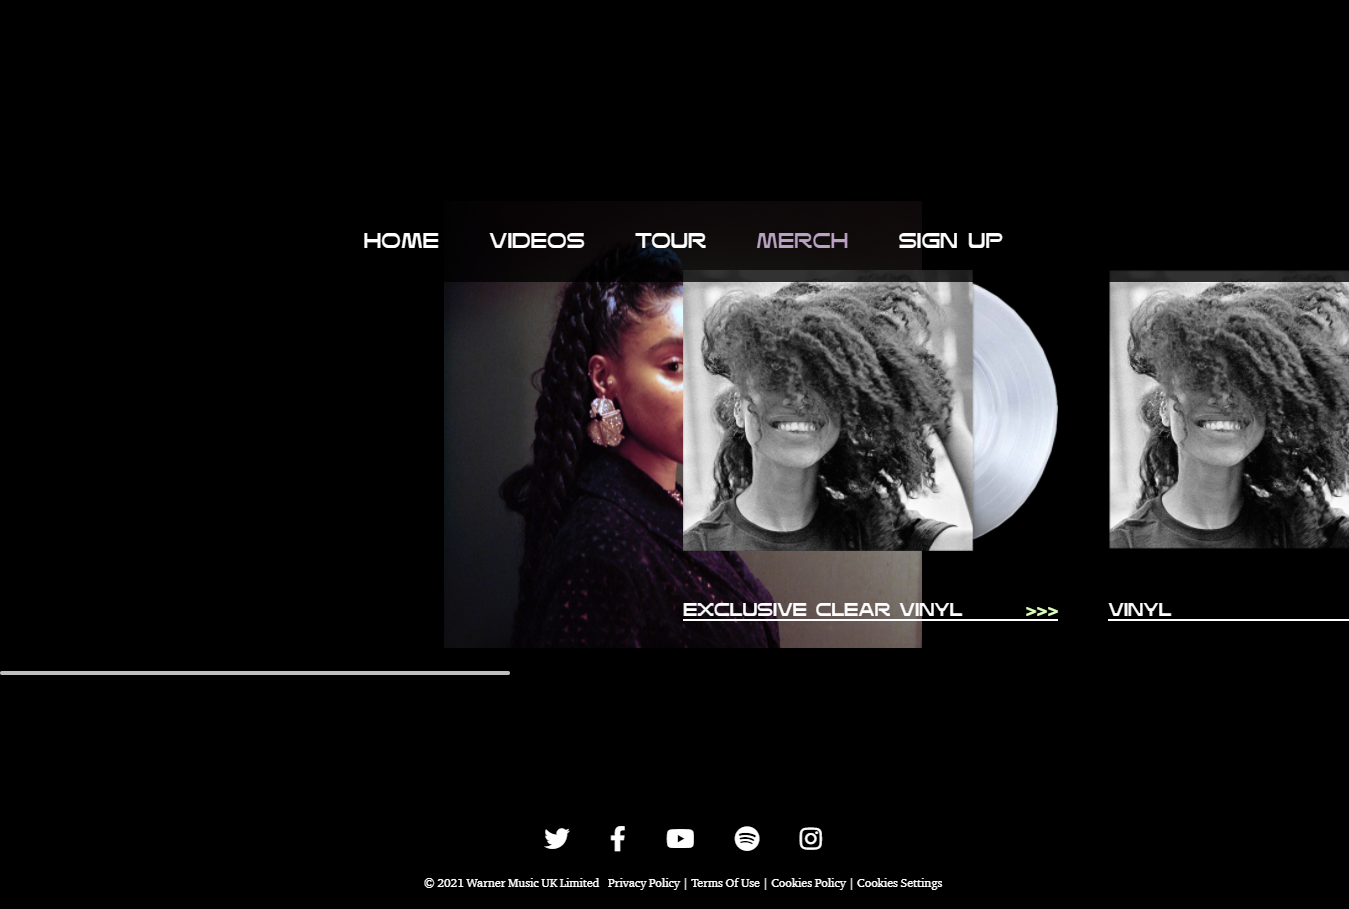 HOME VIDEOS TOUR MERCH SIGN UP
EXCLUSIVE CLEAR VINYL >>>
VINYL
© 2021 Warner Music UK Limited Privacy Policy | Terms Of Use | Cookies Policy | Cookies Settings